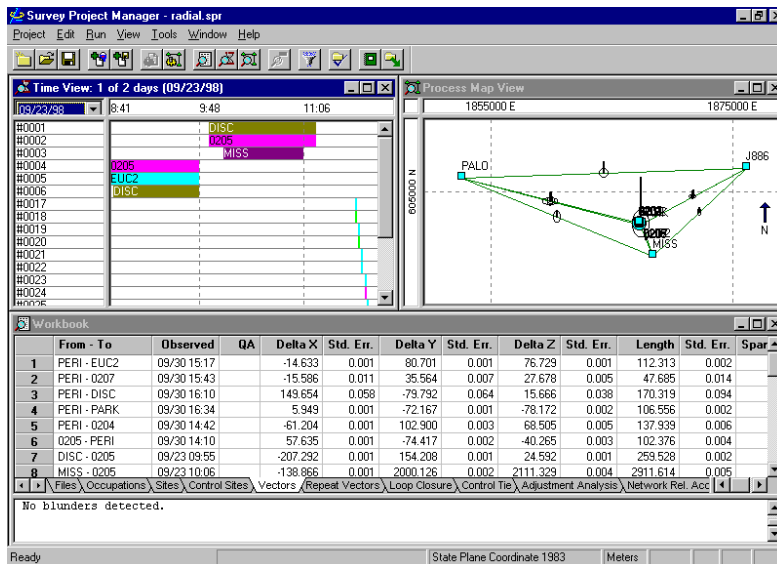 Survey Project Manager - radial.spr
Project Edit Run View Tools Window Help
Time View: 1 of 2 days (09/23/98)
09/23/98 8:41 9:48 11:06
#0001 DISC
#0002 0205
#0003 MISS
#0004 0205
#0005 EUC2
#0006 DISC
#0017
#0018
#0019
#0020
#0021
#0022
#0023
#0024
#0025
Process Map View
1855000 E 1875000 E
605000 N
PALO
J886
MISS
N
Workbook
From - To Observed QA Delta X Std. Err. Delta Y Std. Err. Delta Z Std. Err. Length Std. Err. Spar
1 PERI - EUC2 09/30 15:17 -14.633 0.001 80.701 0.001 76.729 0.001 112.313 0.002
2 PERI - 0207 09/30 15:43 -15.586 0.011 35.564 0.007 27.678 0.005 47.685 0.014
3 PERI - DISC 09/30 16:10 149.654 0.058 -79.792 0.064 15.666 0.038 170.319 0.094
4 PERI - PARK 09/30 16:34 5.949 0.001 -72.167 0.001 -78.172 0.002 106.556 0.002
5 PERI - 0204 09/30 14:42 -61.204 0.001 102.900 0.003 68.505 0.005 137.939 0.006
6 0205 - PERI 09/30 14:10 57.635 0.001 -74.417 0.002 -40.265 0.003 102.376 0.004
7 DISC - 0205 09/23 09:55 -207.292 0.001 154.208 0.001 24.592 0.001 259.528 0.002
8 MISS - 0205 09/23 10:06 -138.866 0.001 2000.126 0.002 2111.329 0.004 2911.614 0.005
Files Occupations Sites Control Sites Vectors Repeat Vectors Loop Closure Control Tie Adjustment Analysis Network Rel. Acc
No blunders detected.
Ready State Plane Coordinate 1983 Meters